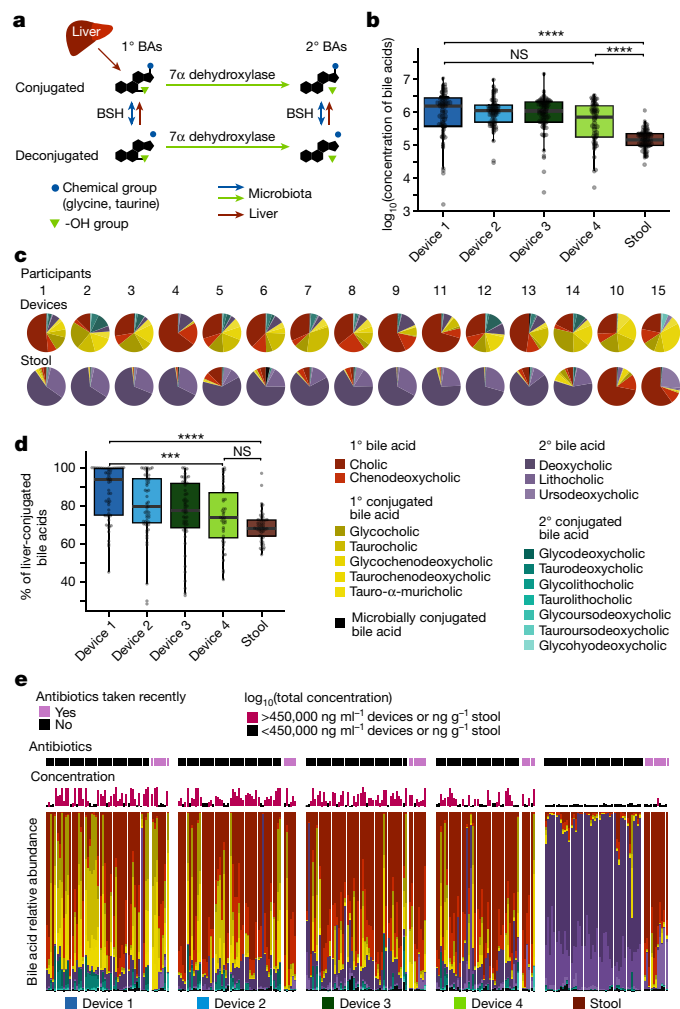 a
Liver
1° BAs
2° BAs
Conjugated
7α dehydroxylase
BSH
BSH
7α dehydroxylase
Deconjugated
Chemical group
(glycine, taurine)
-OH group
Microbiota
Liver
b
****
NS
****
log10(concentration of bile acids)
7
6
5
4
3
Device 1
Device 2
Device 3
Device 4
Stool
c
Participants
1 2 3 4 5 6 7 8 9 11 12 13 14 10 15
Devices
Stool
d
****
***
NS
% of liver-conjugated
bile acids
100
80
60
40
Device 1
Device 2
Device 3
Device 4
Stool
1° bile acid
Cholic
Chenodeoxycholic
1° conjugated
bile acid
Glycocholic
Taurocholic
Glycochenodeoxycholic
Taurochenodeoxycholic
Tauro-α-muricholic
Microbially conjugated
bile acid
2° bile acid
Deoxycholic
Lithocholic
Ursodeoxycholic
2° conjugated
bile acid
Glycodeoxycholic
Taurodeoxycholic
Glycolithocholic
Taurolithocholic
Glycoursodeoxycholic
Tauroursodeoxycholic
Glycohyodeoxycholic
e
Antibiotics taken recently
Yes
No
log10(total concentration)
>450,000 ng ml−1 devices or ng g−1 stool
<450,000 ng ml−1 devices or ng g−1 stool
Antibiotics
Concentration
Bile acid relative abundance
Device 1
Device 2
Device 3
Device 4
Stool